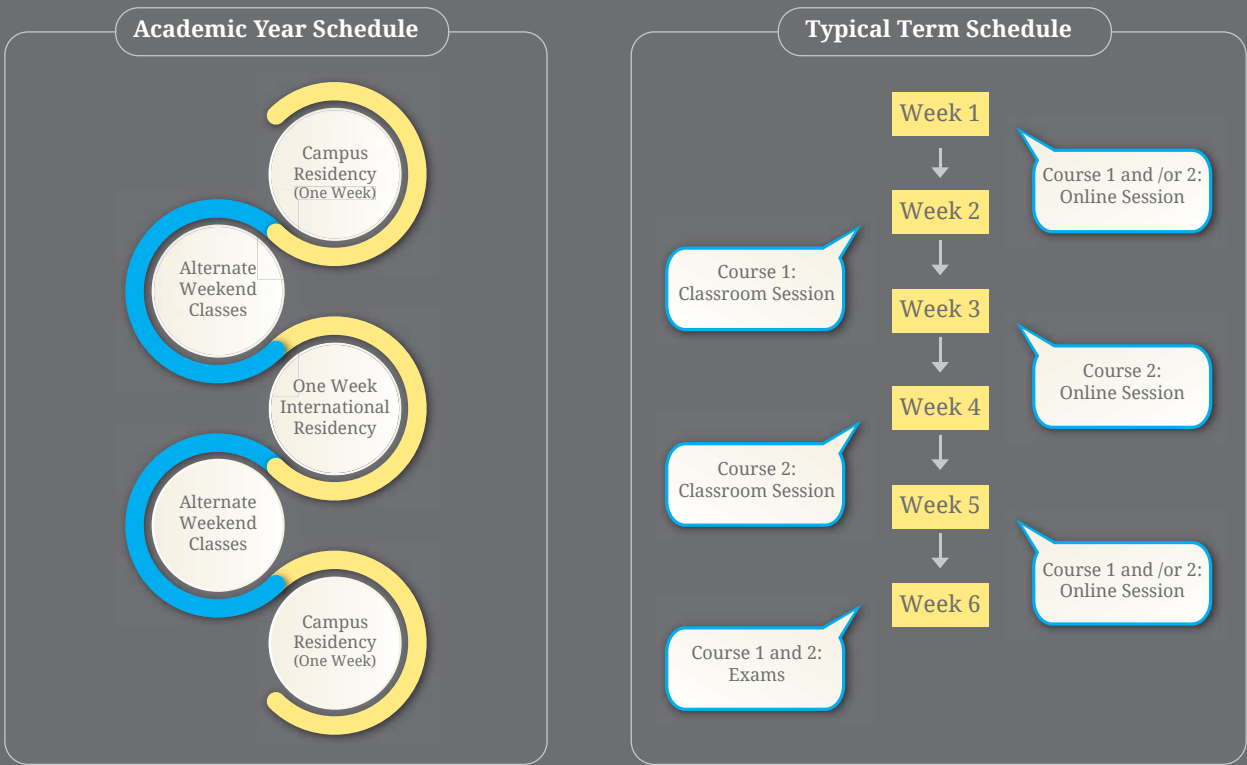 Academic Year Schedule
Campus
Residency
(One Week)
Alternate
Weekend
Classes
One Week
International
Residency
Alternate
Weekend
Classes
Campus
Residency
(One Week)
Typical Term Schedule
Week 1
Course 1 and /or 2:
Online Session
Week 2
Course 1:
Classroom Session
Week 3
Course 2:
Online Session
Week 4
Course 2:
Classroom Session
Week 5
Course 1 and /or 2:
Online Session
Week 6
Course 1 and 2:
Exams